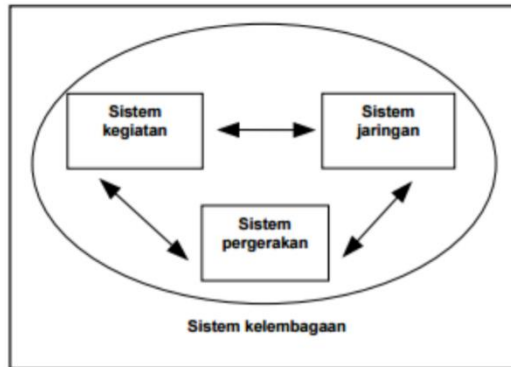 Sistem
kegiatan
Sistem
jaringan
Sistem
pergerakan
Sistem kelembagaan